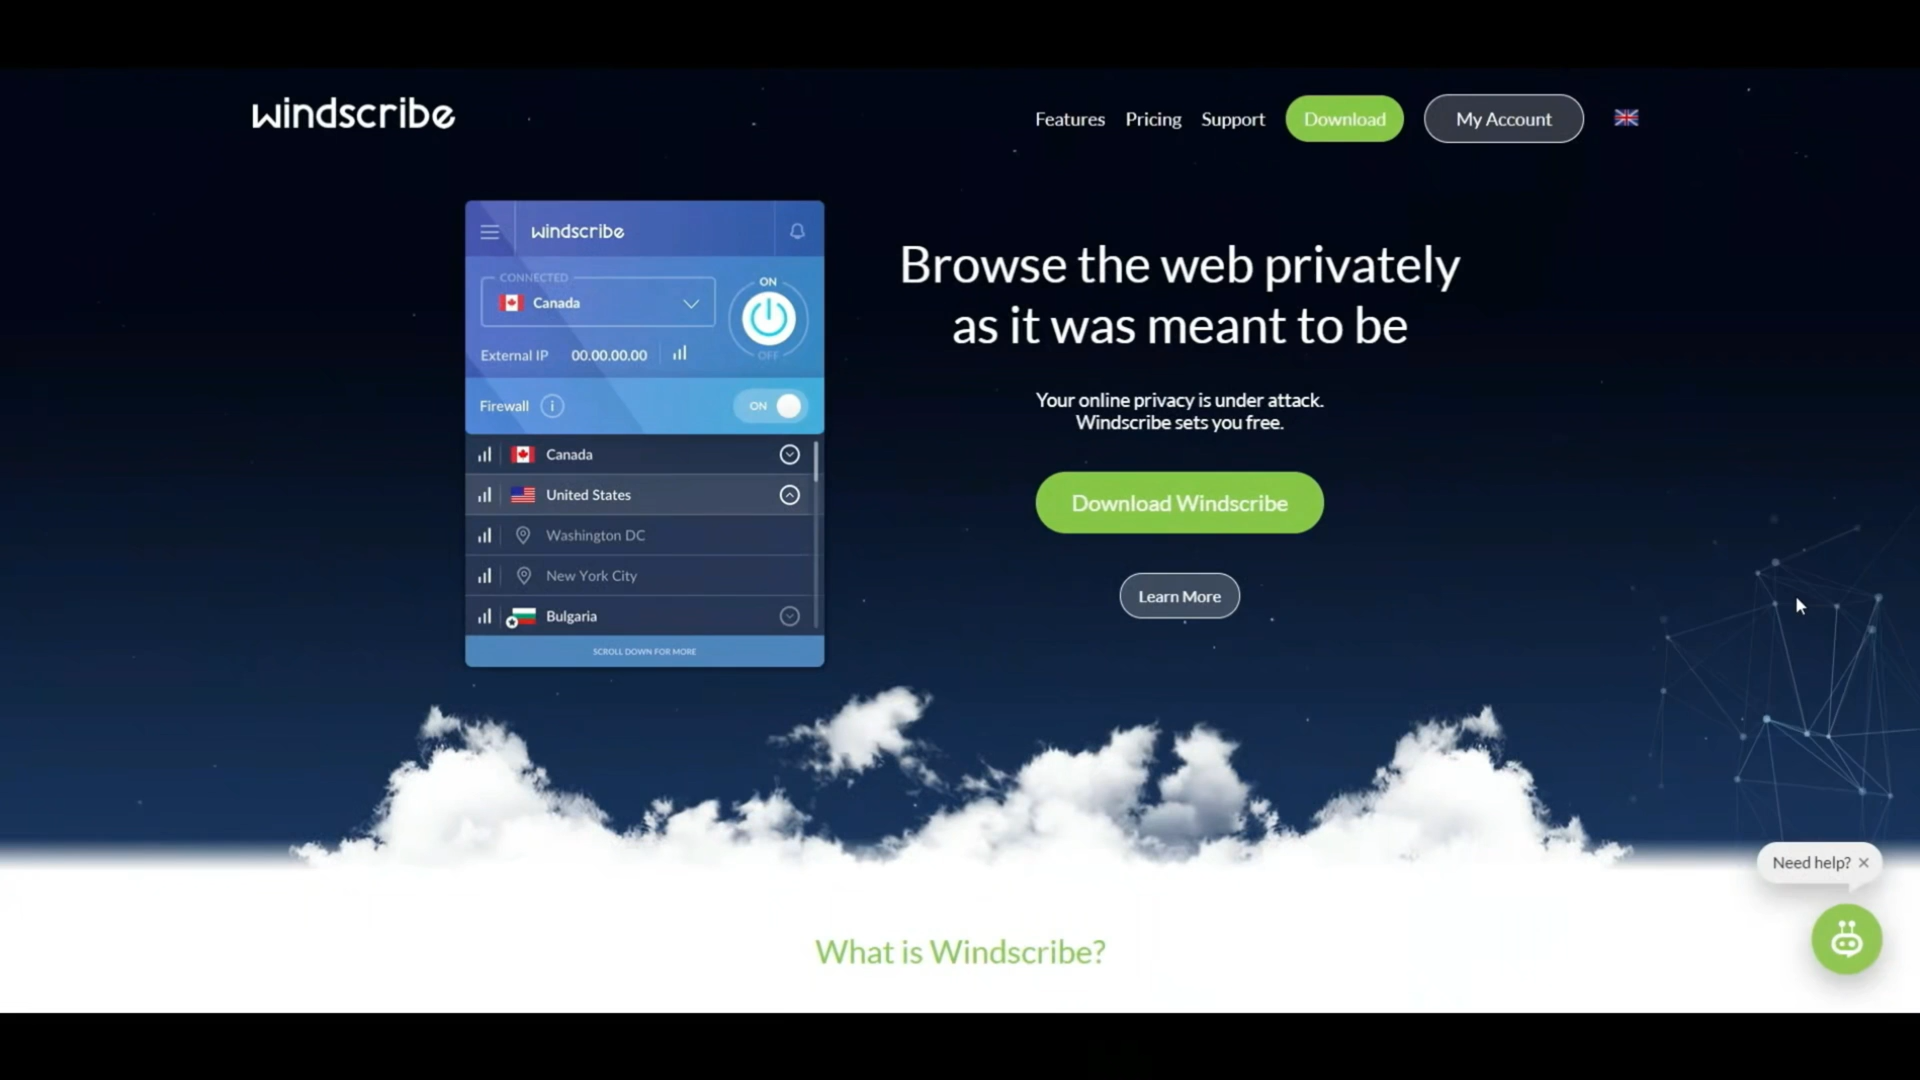 windscribe
Features Pricing Support Download My Account
windscribe
CONNECTED
Canada
ON
OFF
External IP 00.00.00.00
Firewall i ON
Canada
United States
Washington DC
New York City
Bulgaria
SCROLL DOWN FOR MORE
Browse the web privately
as it was meant to be
Your online privacy is under attack.
Windscribe sets you free.
Download Windscribe
Learn More
Need help? ×
What is Windscribe?